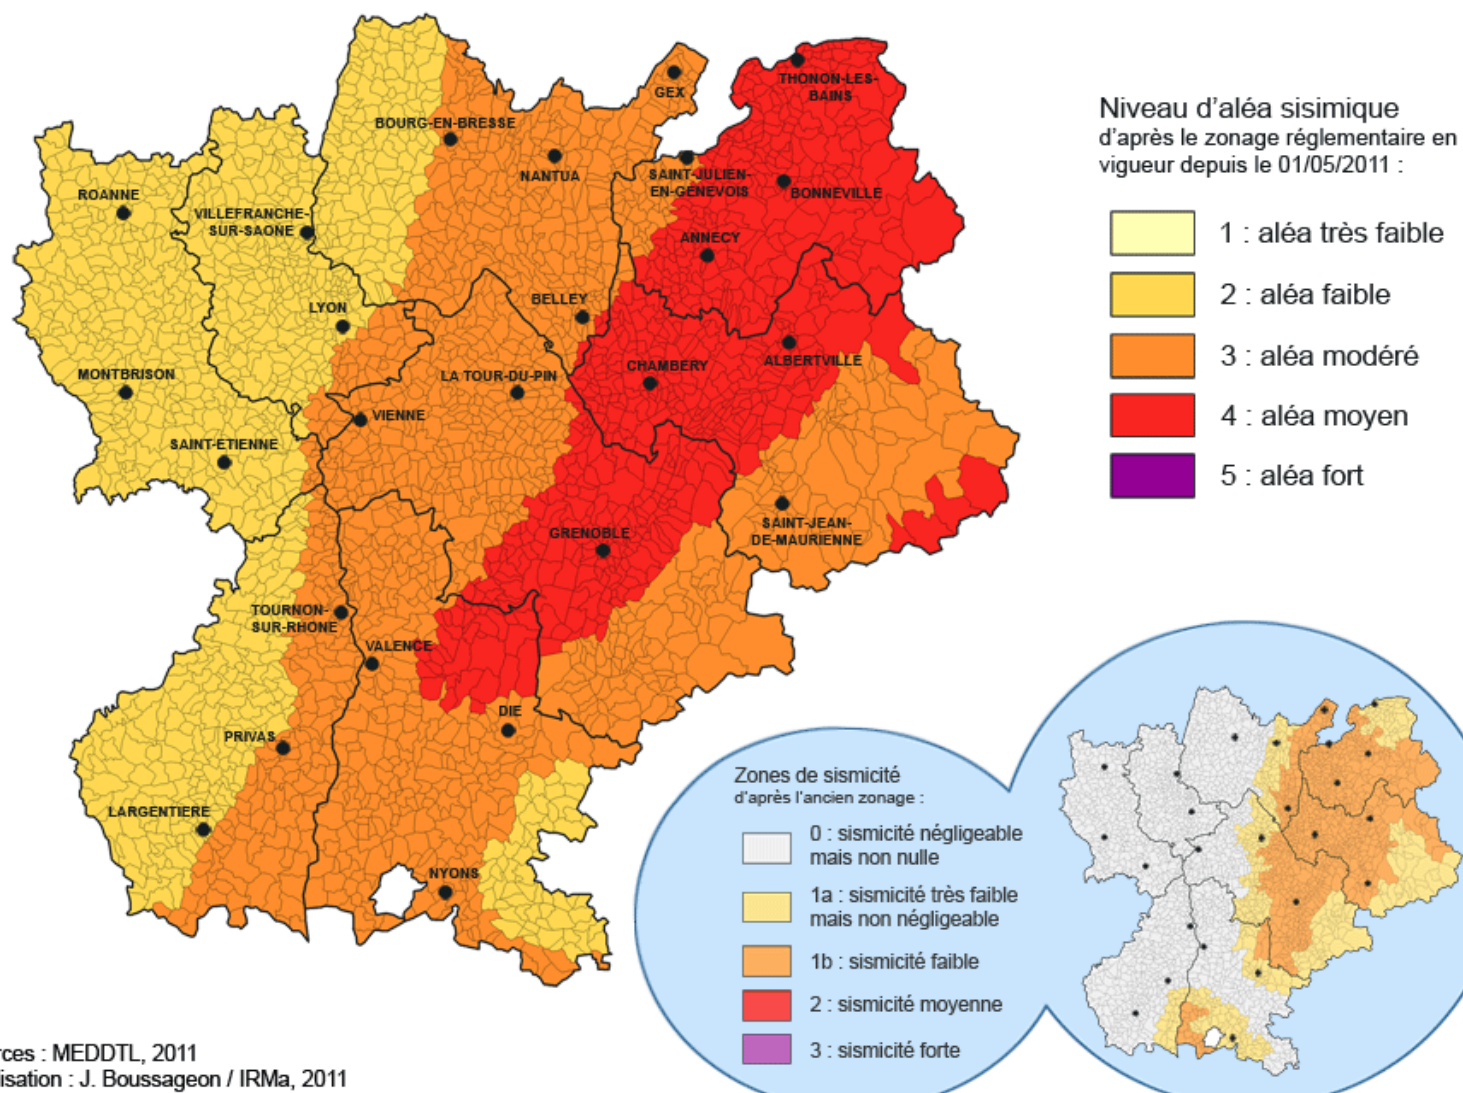 THONON-LES-
BAINS
GEX
BOURG-EN-BRESSE
NANTUA
SAINT-JULIEN-
EN-GENEVOIS
BONNEVILLE
ROANNE
VILLEFRANCHE-
SUR-SAONE
ANNECY
BELLEY
LYON
ALBERTVILLE
CHAMBERY
LA TOUR-DU-PIN
MONTBRISON
VIENNE
SAINT-ETIENNE
GRENOBLE
SAINT-JEAN-
DE-MAURIENNE
TOURNON-
SUR-RHONE
VALENCE
DIE
PRIVAS
LARGENTIERE
NYONS
Niveau d'aléa sisimique
d'après le zonage réglementaire en
vigueur depuis le 01/05/2011 :
1 : aléa très faible
2 : aléa faible
3 : aléa modéré
4 : aléa moyen
5 : aléa fort
Zones de sismicité
d'après l'ancien zonage :
0 : sismicité négligeable
mais non nulle
1a : sismicité très faible
mais non négligeable
1b : sismicité faible
2 : sismicité moyenne
3 : sismicité forte
rces : MEDDTL, 2011
isation : J. Boussageon / IRMa, 2011